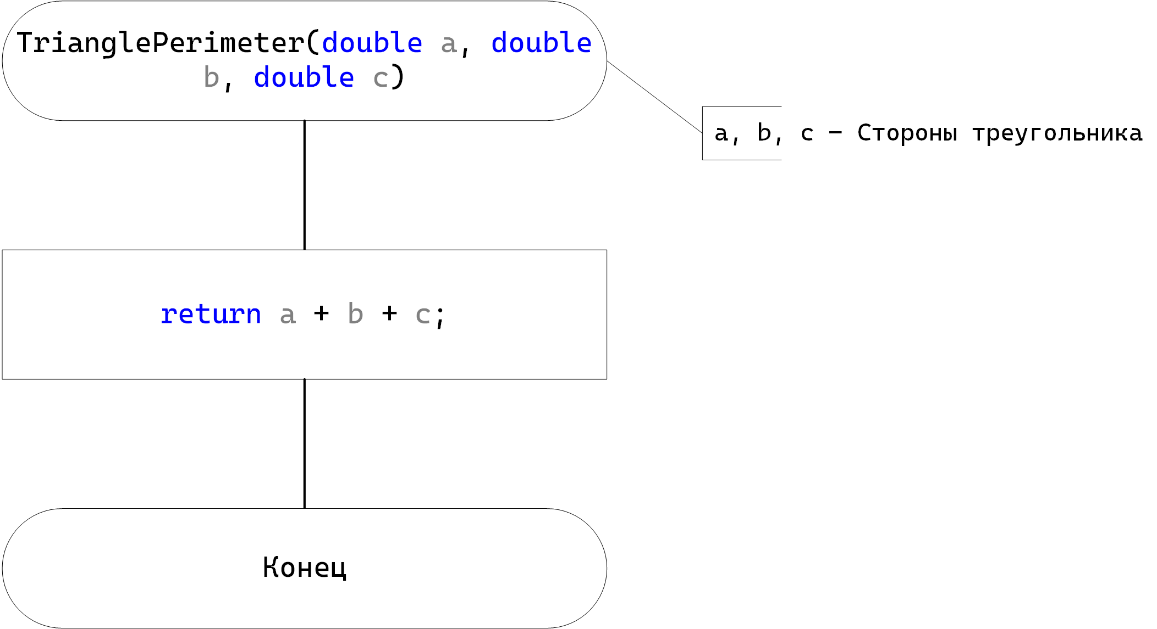 TrianglePerimeter(double a, double
b, double c)
a, b, c – Стороны треугольника
return a + b + c;
Конец